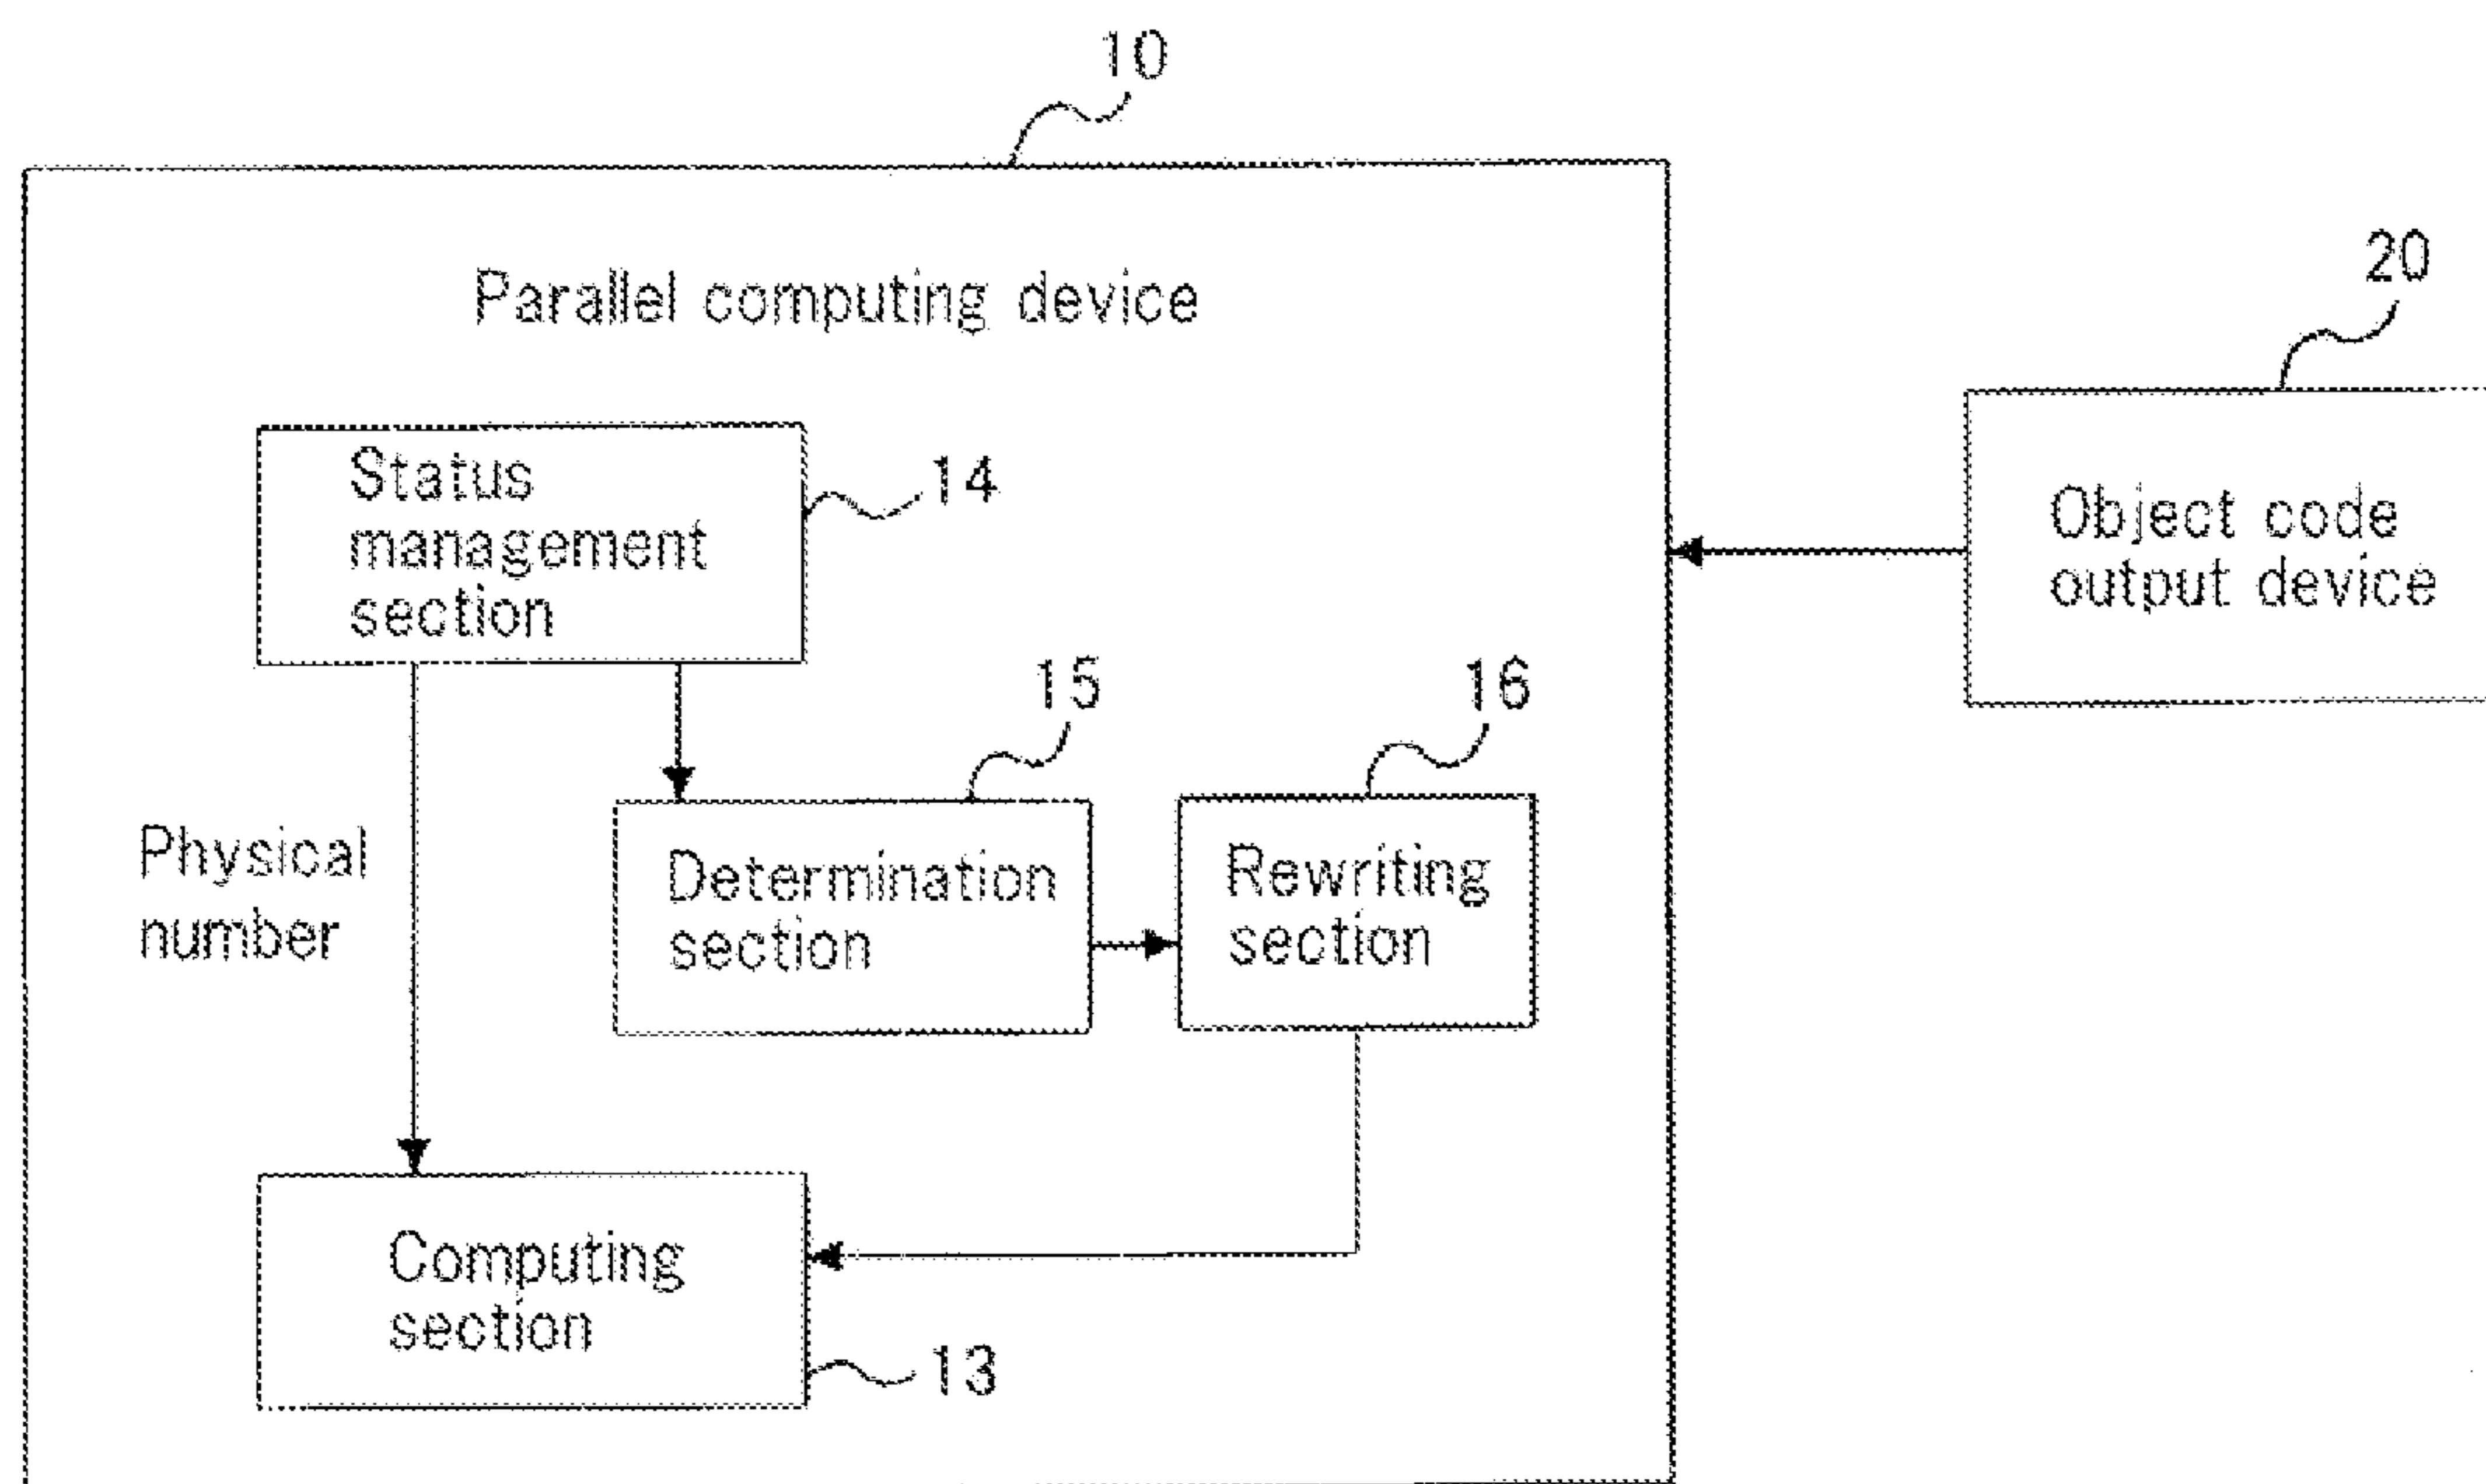 10
Parallel computing device
20
Status
management
section
14
Object code
output device
15
16
Physical
number
Determination
section
Rewriting
section
Computing
section
13